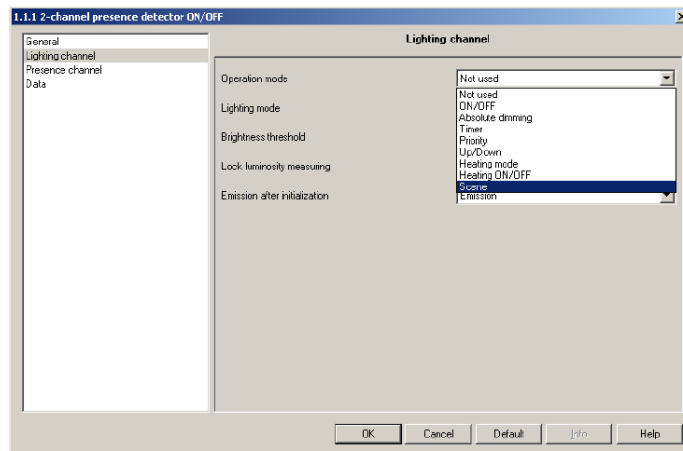 1.1.1 2-channel presence detector ON/OFF
General
Lighting channel
Presence channel
Data
Lighting channel
Operation mode
Not used
Not used
ON/OFF
Absolute dimming
Timer
Priority
Up/Down
Heating mode
Heating ON/OFF
Scene
Lighting mode
Brightness threshold
Lock luminosity measuring
Emission after initialization
Emission
OK
Cancel
Default
Info
Help